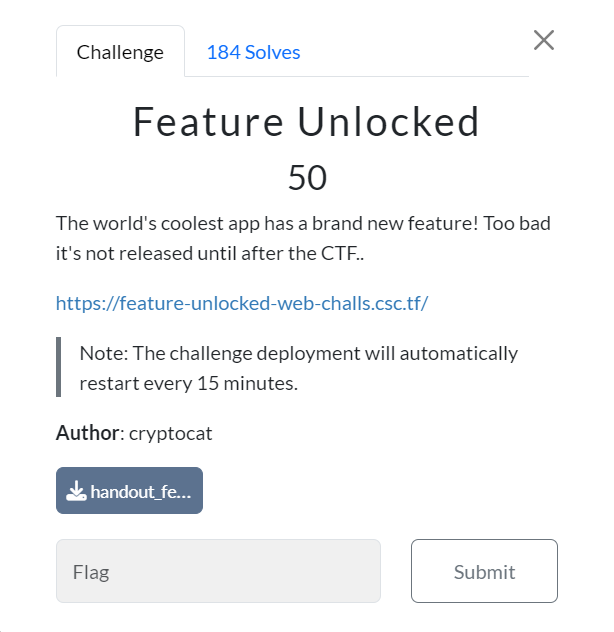 Challenge
184 Solves
Feature Unlocked
50
The world's coolest app has a brand new feature! Too bad
it's not released until after the CTF..
https://feature-unlocked-web-challs.csc.tf/
Note: The challenge deployment will automatically
restart every 15 minutes.
Author: cryptocat
handout_fe...
Flag
Submit